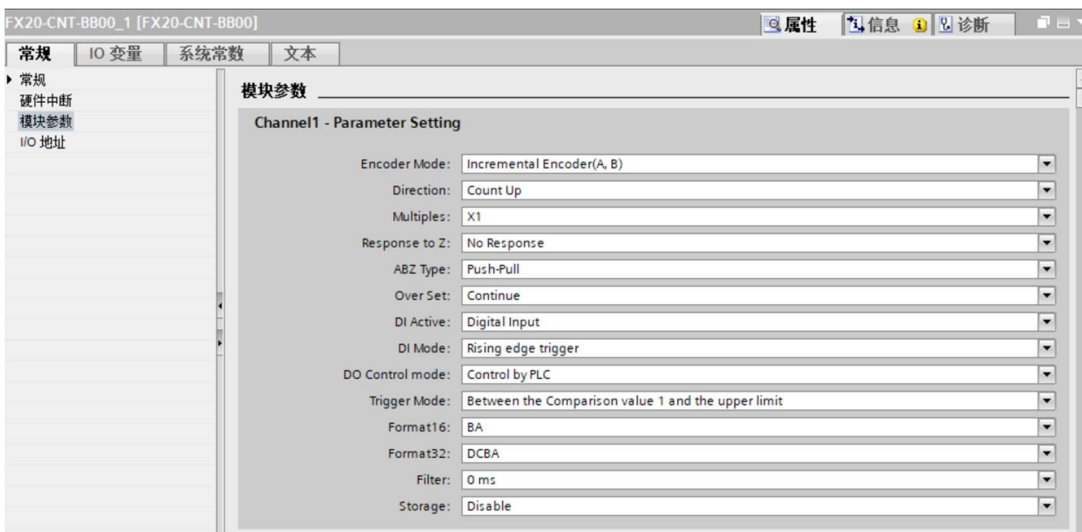 FX20-CNT-BB00_1 [FX20-CNT-BB00]
属性 信息 诊断
常规 IO 变量 系统常数 文本
常规
硬件中断
模块参数
I/O 地址
模块参数
Channel1 - Parameter Setting
Encoder Mode: Incremental Encoder(A, B)
Direction: Count Up
Multiples: X1
Response to Z: No Response
ABZ Type: Push-Pull
Over Set: Continue
DI Active: Digital Input
DI Mode: Rising edge trigger
DO Control mode: Control by PLC
Trigger Mode: Between the Comparison value 1 and the upper limit
Format16: BA
Format32: DCBA
Filter: 0 ms
Storage: Disable